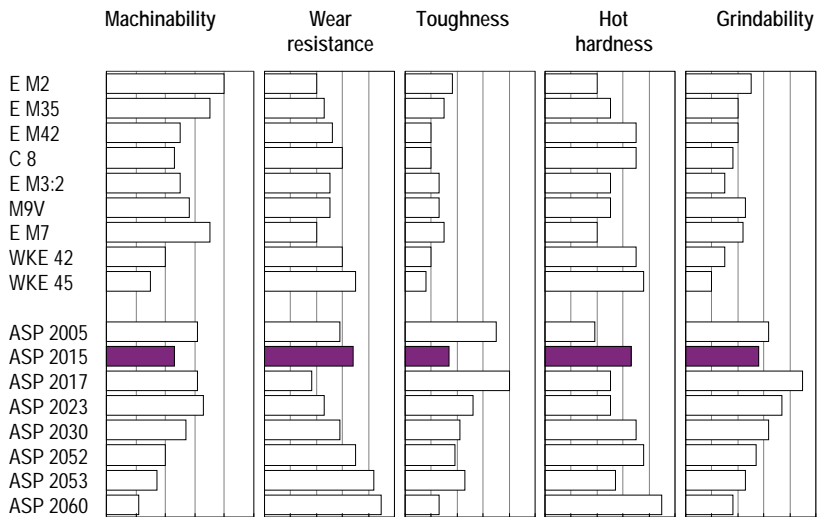 Machinability Wear resistance Toughness Hot hardness Grindability
E M2
E M35
E M42
C 8
E M3:2
M9V
E M7
WKE 42
WKE 45
ASP 2005
ASP 2015
ASP 2017
ASP 2023
ASP 2030
ASP 2052
ASP 2053
ASP 2060